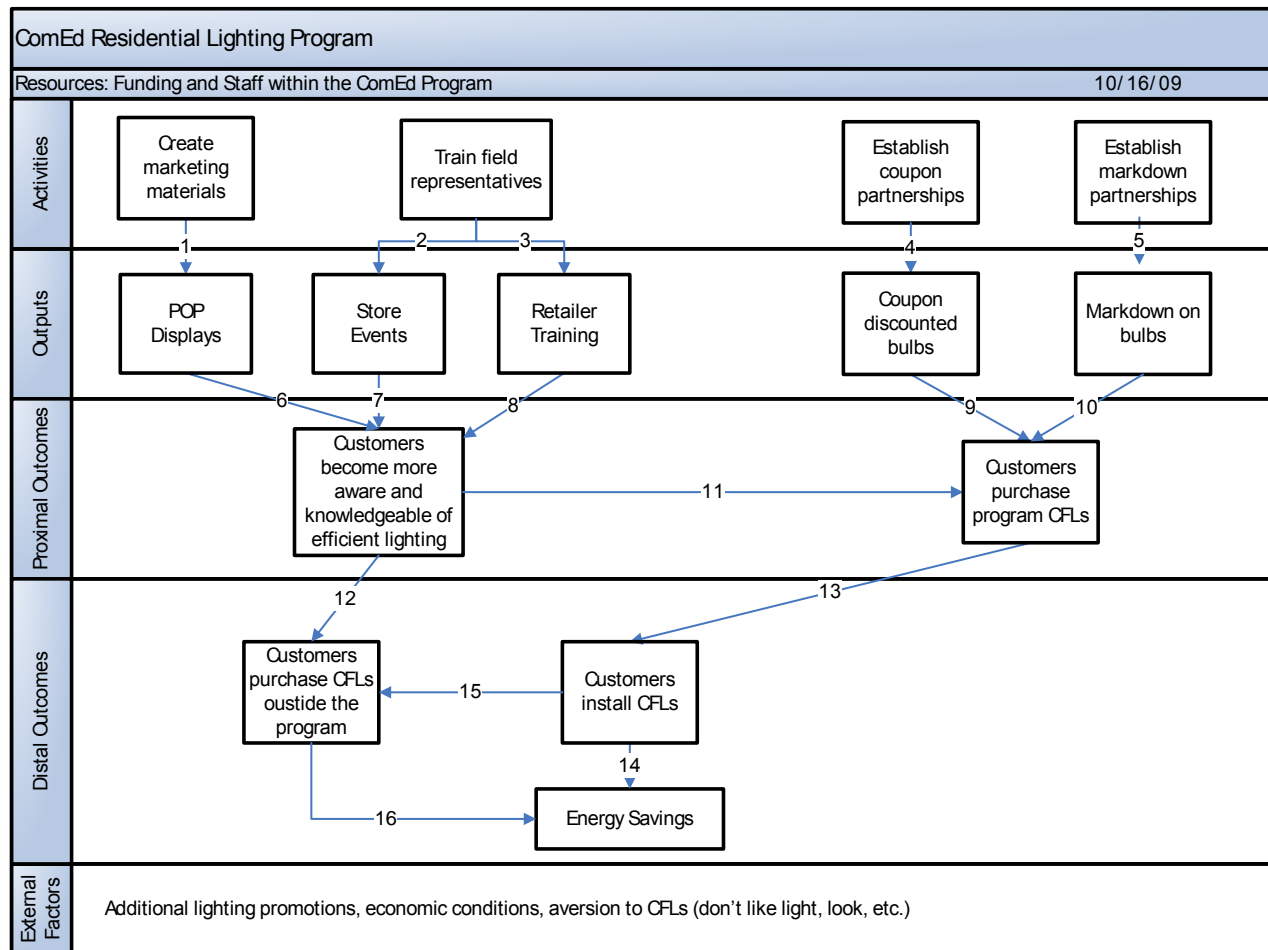 ComEd Residential Lighting Program
Resources: Funding and Staff within the ComEd Program 10/16/09
Activities
Create
marketing
materials
Train field
representatives
Establish
coupon
partnerships
Establish
markdown
partnerships
1
2
3
4
5
Outputs
POP
Displays
Store
Events
Retailer
Training
Coupon
discounted
bulbs
Markdown on
bulbs
6
7
8
9
10
Proximal Outcomes
Customers
become more
aware and
knowledgeable of
efficient lighting
11
Customers
purchase
program CFLs
12
13
Distal Outcomes
Customers
purchase CFLs
oustide the
program
15
Customers
install CFLs
14
16
Energy Savings
External
Factors
Additional lighting promotions, economic conditions, aversion to CFLs (don't like light, look, etc.)